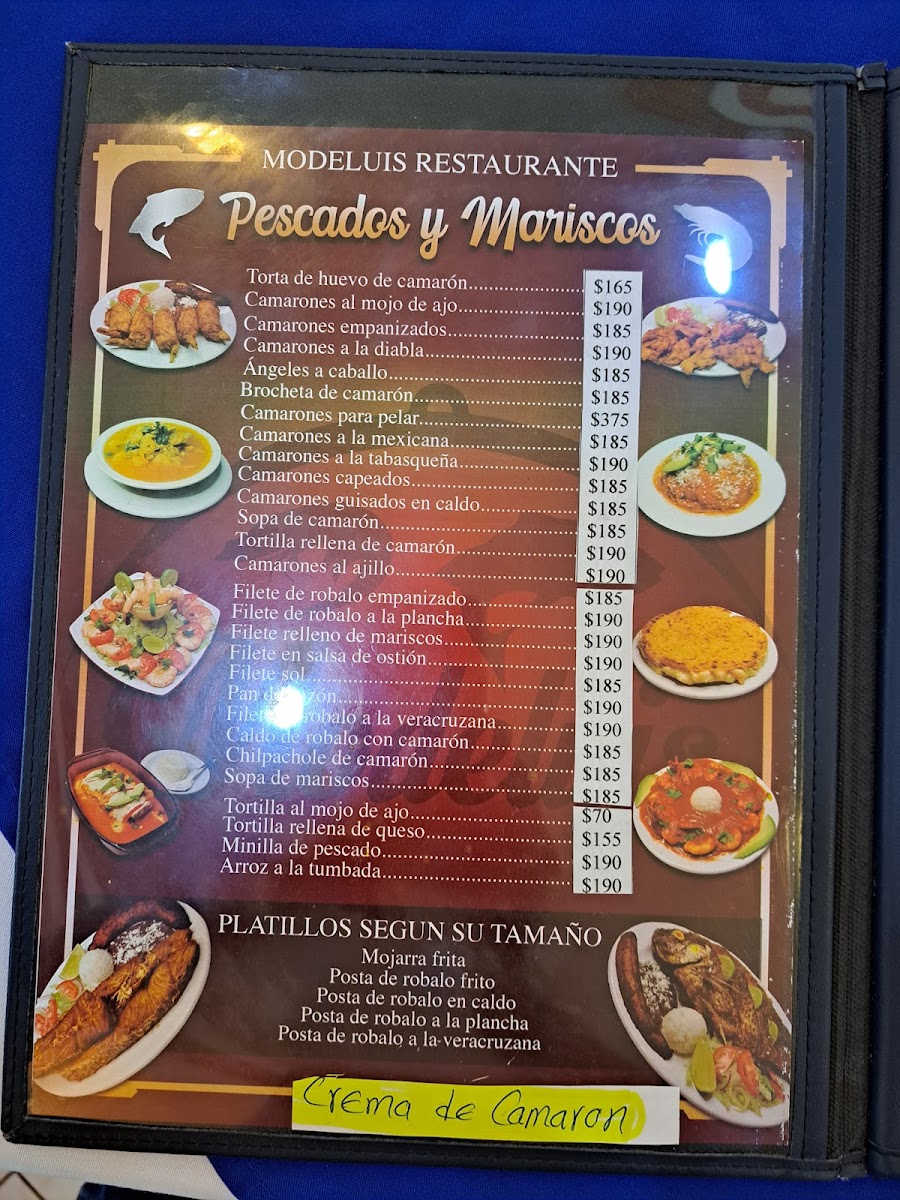 MODELUIS RESTAURANTE
Pescados y Mariscos
Torta de huevo de camarón..................... $165
Camarones al mojo de ajo....................... $190
Camarones empanizados......................... $185
Camarones a la diabla............................. $190
Ángeles a caballo.................................... $185
Brocheta de camarón............................... $185
Camarones para pelar.............................. $375
Camarones a la mexicana........................ $185
Camarones a la tabasqueña...................... $190
Camarones capeados............................... $185
Camarones guisados en caldo................... $185
Sopa de camarón..................................... $185
Tortilla rellena de camarón....................... $190
Camarones al ajillo.................................. $190
Filete de robalo empanizado..................... $185
Filete de robalo a la plancha..................... $190
Filete relleno de mariscos......................... $190
Filete en salsa de ostión............................ $190
Filete sol................................................. $185
Pan de cazón............................................ $190
Filete de robalo a la veracruzana............... $190
Caldo de robalo con camarón.................... $185
Chilpachole de camarón........................... $185
Sopa de mariscos..................................... $185
Tortilla al mojo de ajo............................... $70
Tortilla rellena de queso........................... $155
Minilla de pescado................................... $190
Arroz a la tumbada................................... $190
PLATILLOS SEGUN SU TAMAÑO
Mojarra frita
Posta de robalo frito
Posta de robalo en caldo
Posta de robalo a la plancha
Posta de robalo a la veracruzana
Crema de Camaron